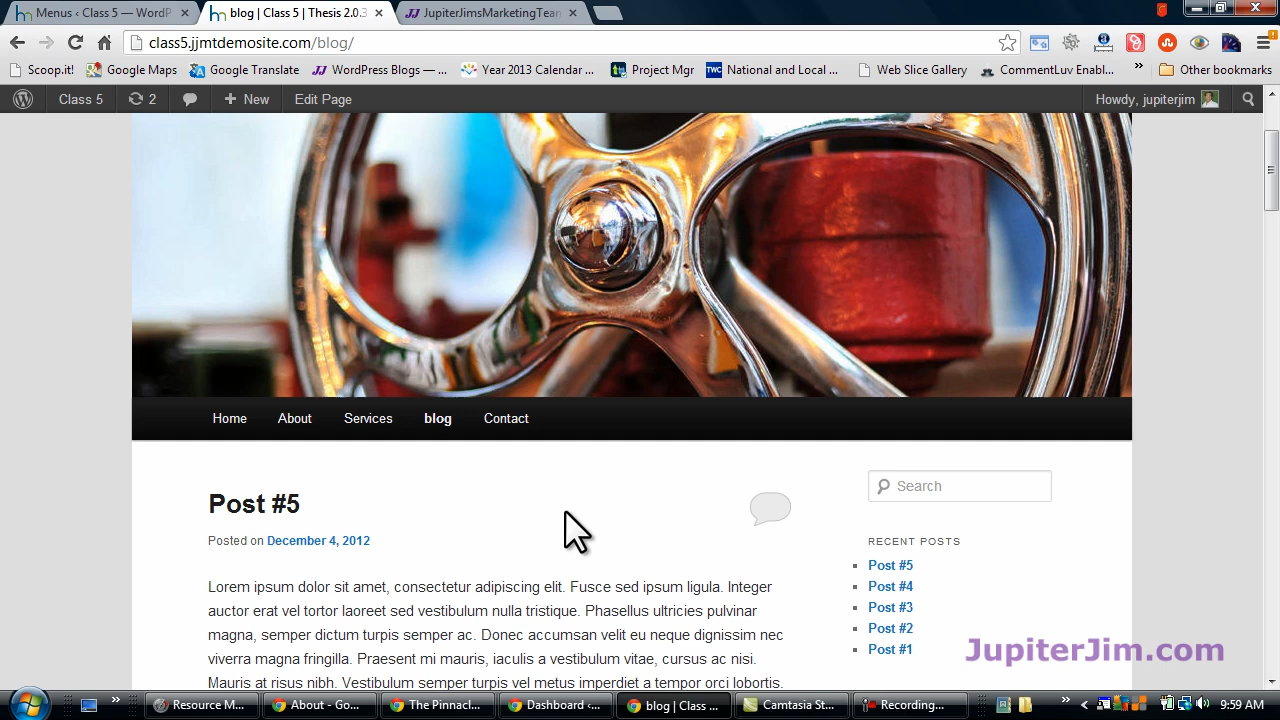 Menus ‹ Class 5 — WordP
blog | Class 5 | Thesis 2.0.3
JupiterJimsMarketingTean
class5.jjmtdemosite.com/blog/
Scoop.it!
Google Maps
Google Translate
WordPress Blogs — ...
Year 2013 Calendar ...
Project Mgr
TWC
National and Local ...
Web Slice Gallery
CommentLuv Enabl...
Other bookmarks
Class 5
2
New
Edit Page
Howdy, jupiterjim
Home
About
Services
blog
Contact
Post #5
Posted on December 4, 2012
Lorem ipsum dolor sit amet, consectetur adipiscing elit. Fusce sed ipsum ligula. Integer
auctor erat vel tortor laoreet sed vestibulum nulla tristique. Phasellus ultricies pulvinar
magna, semper dictum turpis semper ac. Donec accumsan velit eu neque dignissim nec
viverra magna fringilla. Praesent mi mauris, iaculis a vestibulum vitae, cursus ac nisi.
Mauris at risus nibh. Vestibulum semper turpis vel metus imperdiet a tempor orci lobortis.
Search
RECENT POSTS
Post #5
Post #4
Post #3
Post #2
Post #1
JupiterJim.com
Resource M...
About - Go...
The Pinnacl...
Dashboard ‹...
blog | Class ...
Camtasia St...
Recording...
9:59 AM